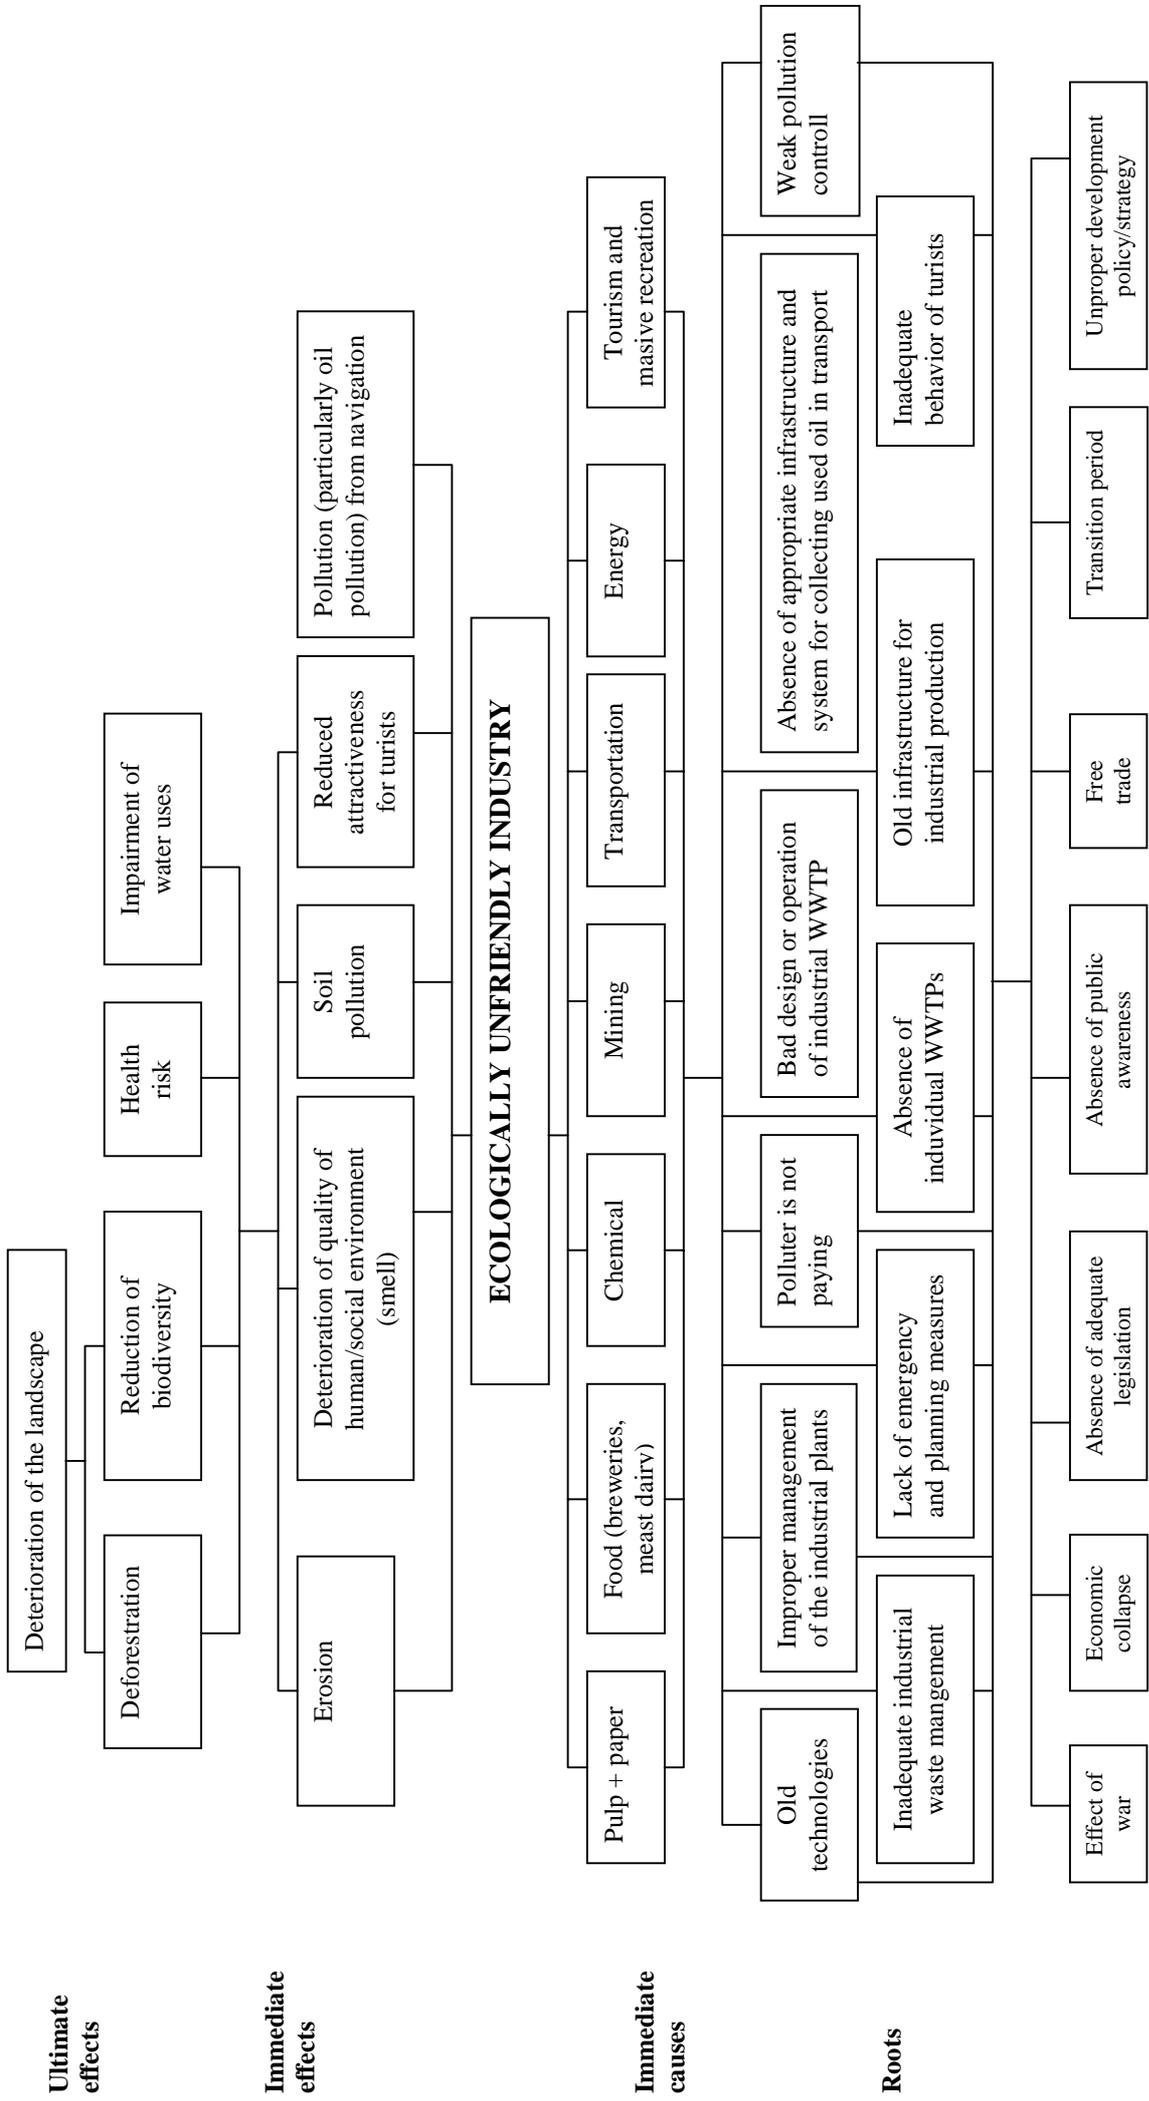 Ultimate
effects
Deterioration of the landscape
Deforestration
Reduction of
biodiversity
Health
risk
Impairment of
water uses
Immediate
effects
Erosion
Deterioration of quality of
human/social environment
(smell)
Soil
pollution
Reduced
attractiveness
for turists
Pollution (particularly oil
pollution) from navigation
ECOLOGICALLY UNFRIENDLY INDUSTRY
Immediate
causes
Pulp + paper
Food (breweries,
meast dairy)
Chemical
Mining
Transportation
Energy
Tourism and
masive recreation
Roots
Old
technologies
Improper management
of the industrial plants
Polluter is not
paying
Bad design or operation
of industrial WWTP
Absence of appropriate infrastructure and
system for collecting used oil in transport
Weak pollution
controll
Inadequate industrial
waste mangement
Lack of emergency
and planning measures
Absence of
induvidual WWTPs
Old infrastructure for
industrial production
Inadequate
behavior of turists
Effect of
war
Economic
collapse
Absence of adequate
legislation
Absence of public
awareness
Free
trade
Transition period
Unproper development
policy/strategy